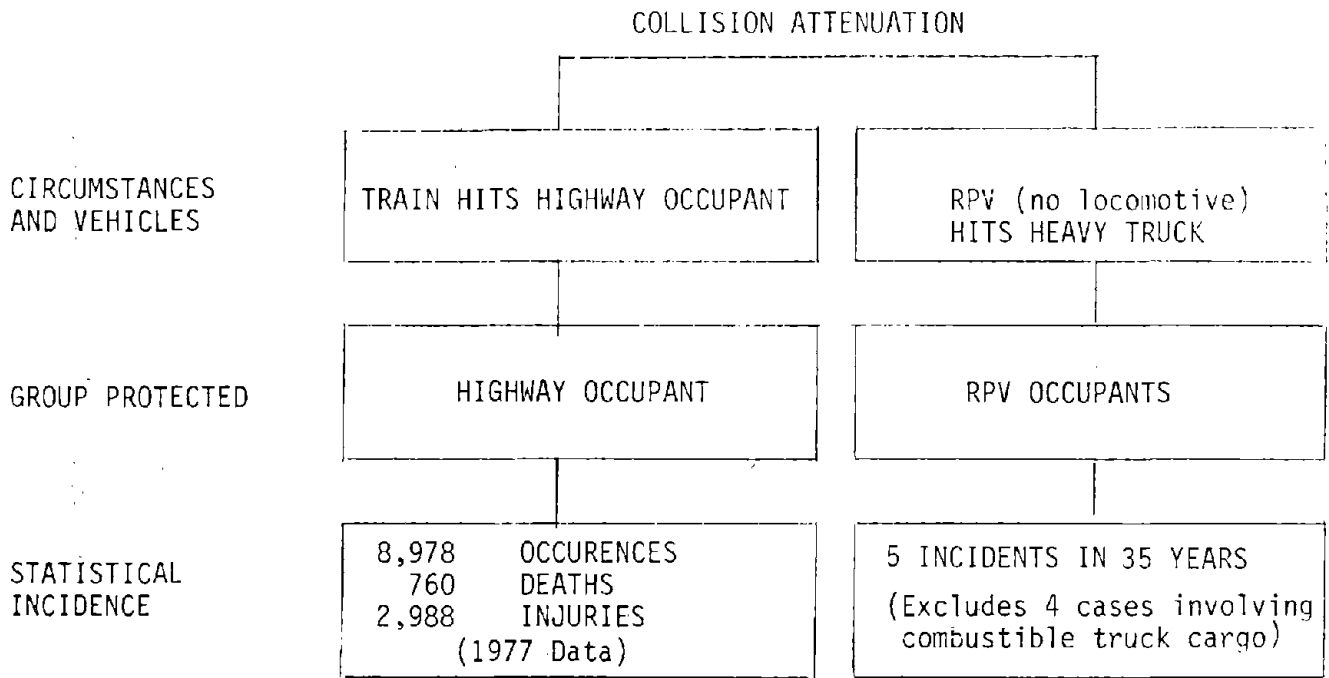 COLLISION ATTENUATION
CIRCUMSTANCES
AND VEHICLES
TRAIN HITS HIGHWAY OCCUPANT
RPV (no locomotive)
HITS HEAVY TRUCK
GROUP PROTECTED
HIGHWAY OCCUPANT
RPV OCCUPANTS
STATISTICAL
INCIDENCE
8,978 OCCURENCES
760 DEATHS
2,988 INJURIES
(1977 Data)
5 INCIDENTS IN 35 YEARS
(Excludes 4 cases involving
combustible truck cargo)